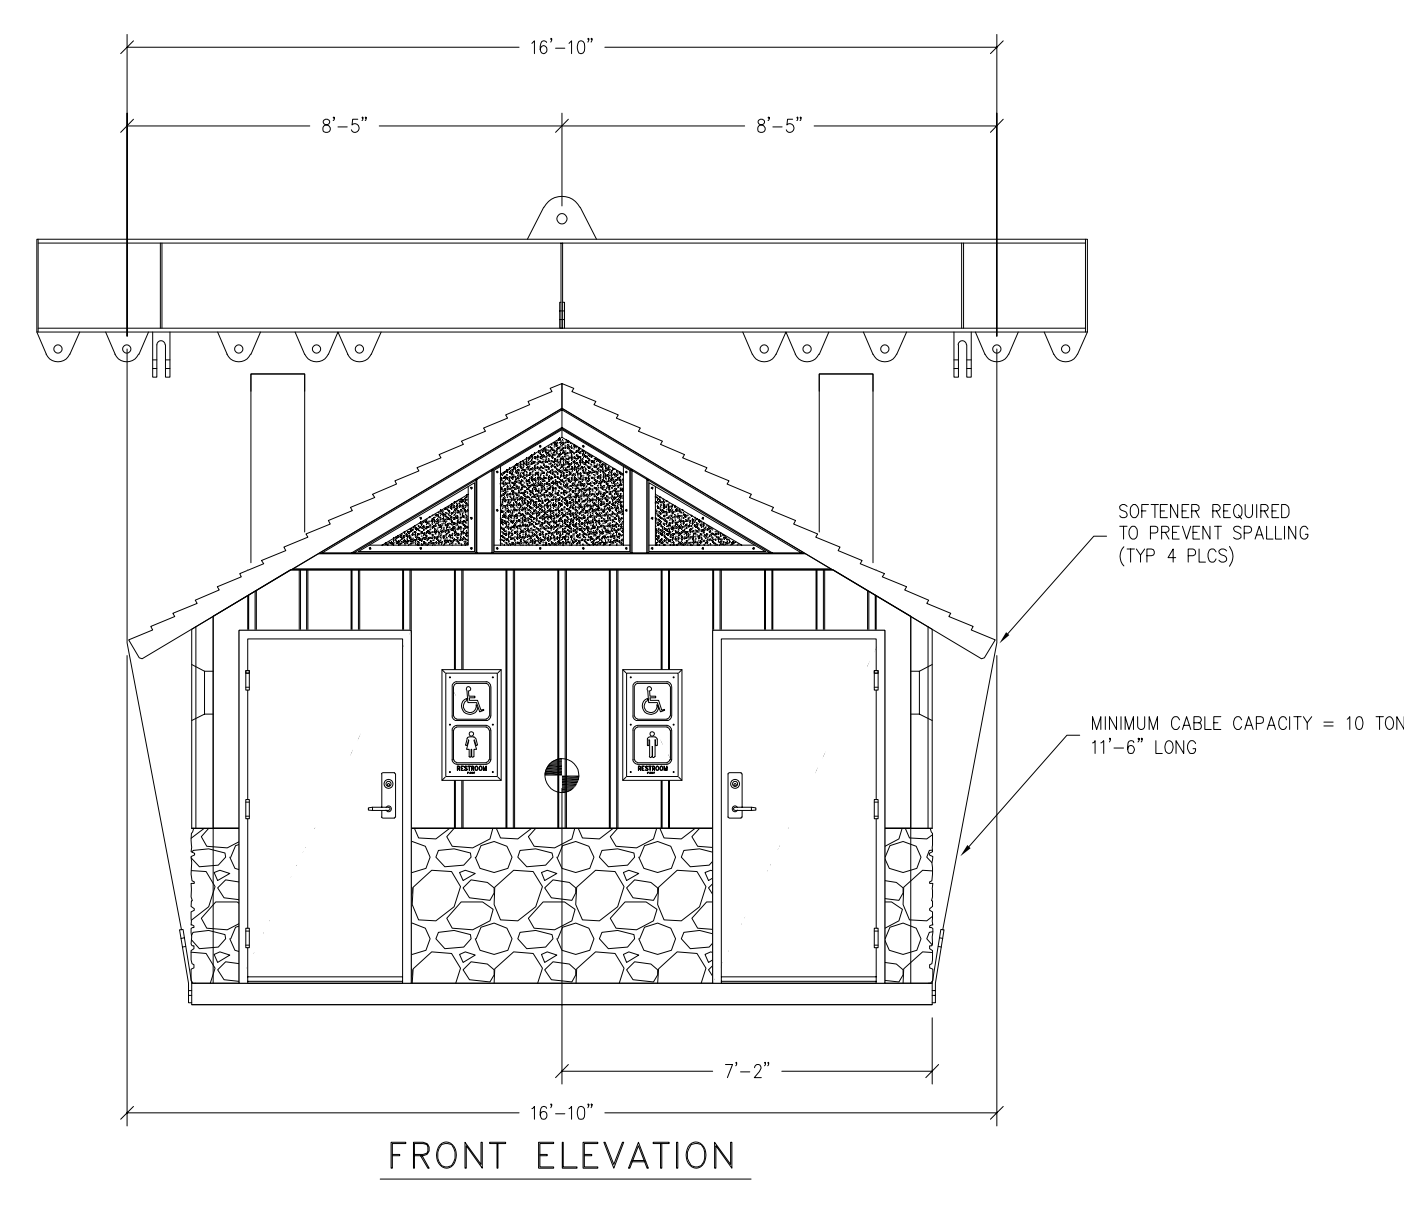 16'-10"
8'-5" 8'-5"
SOFTENER REQUIRED
TO PREVENT SPALLING
(TYP 4 PLCS)
MINIMUM CABLE CAPACITY = 10 TON
11'-6" LONG
RESTROOM RESTROOM
7'-2"
16'-10"
FRONT ELEVATION